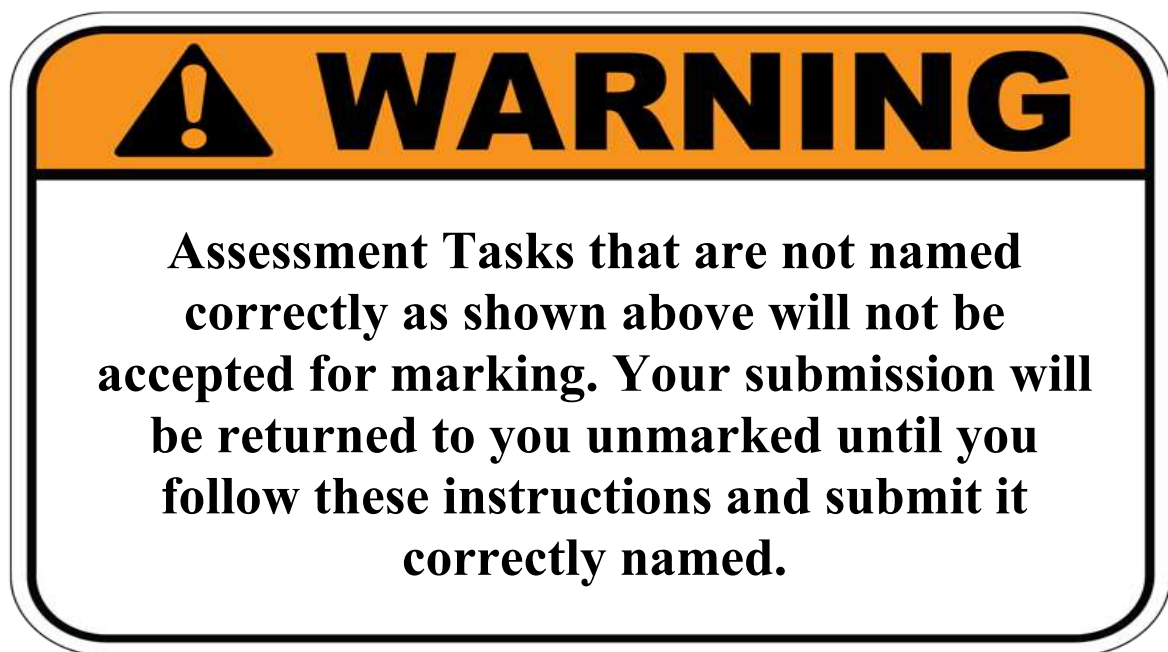 WARNING
Assessment Tasks that are not named
correctly as shown above will not be
accepted for marking. Your submission will
be returned to you unmarked until you
follow these instructions and submit it
correctly named.